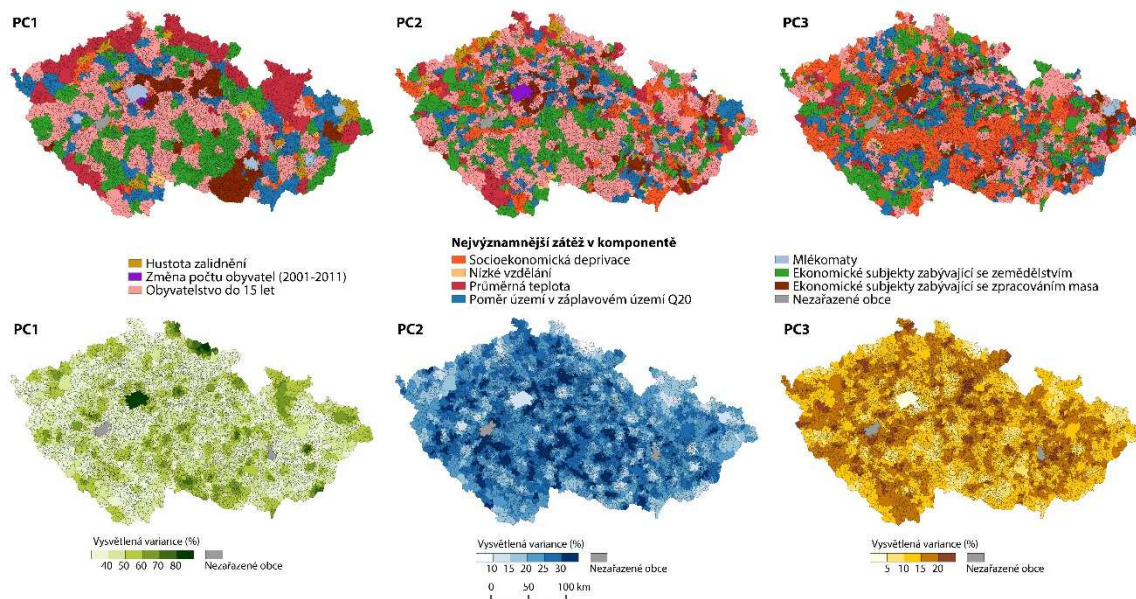 PC1
PC2
PC3
Nejvýznamnější zátěž v komponentě
Hustota zalidnění
Změna počtu obyvatel (2001-2011)
Obyvatelstvo do 15 let
Socioekonomická deprivace
Nízké vzdělání
Průměrná teplota
Poměr území v záplavovém území Q20
Mlékomaty
Ekonomické subjekty zabývající se zemědělstvím
Ekonomické subjekty zabývající se zpracováním masa
Nezařazené obce
PC1
PC2
PC3
Vysvětlená variance (%)
40 50 60 70 80
Nezařazené obce
Vysvětlená variance (%)
10 15 20 25 30
Nezařazené obce
0 50 100 km
Vysvětlená variance (%)
5 10 15 20
Nezařazené obce